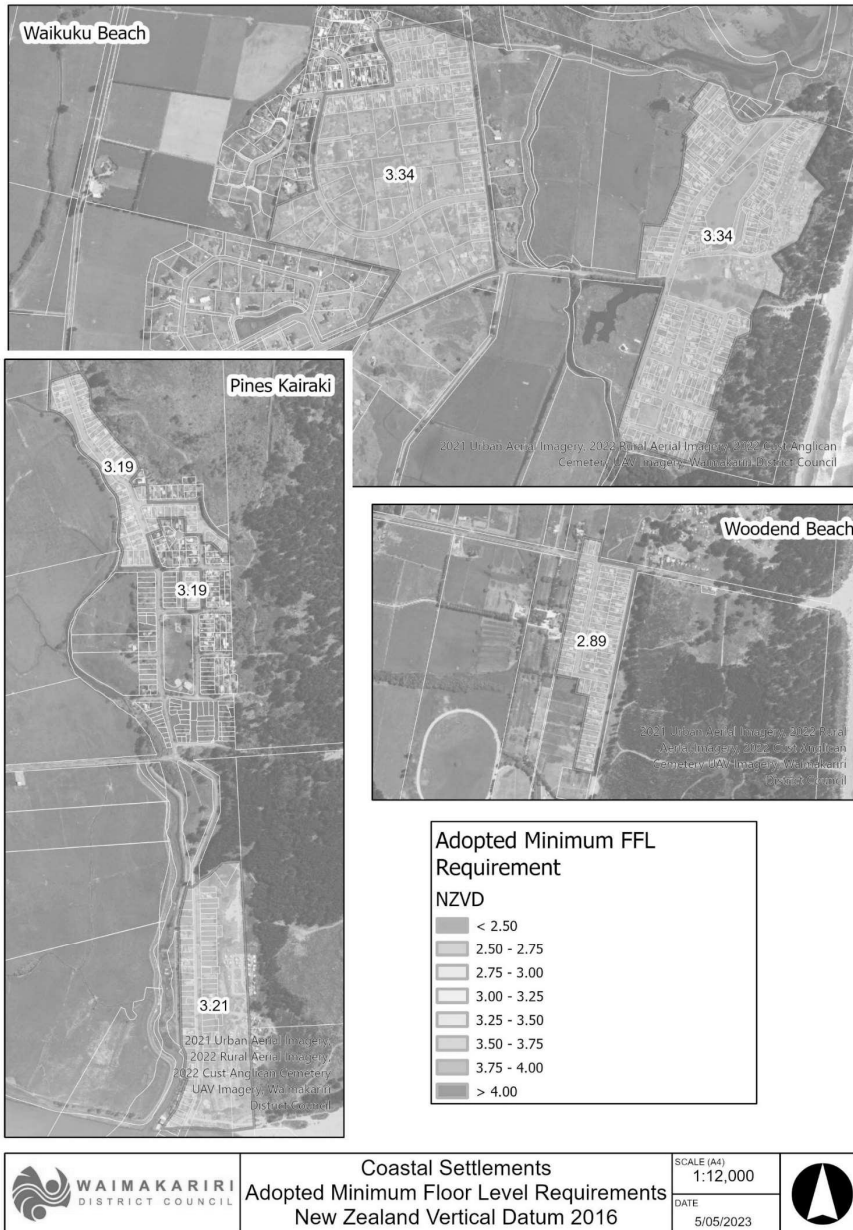 Waikuku Beach
3.34
3.34
2021 Urban Aerial Imagery, 2022 Rural Aerial Imagery, 2022 Cust Anglican
Cemetery UAV Imagery, Waimakariri District Council
Pines Kairaki
3.19
3.19
3.21
2021 Urban Aerial Imagery,
2022 Rural Aerial Imagery,
2022 Cust Anglican Cemetery
UAV Imagery, Waimakariri
District Council
Woodend Beach
2.89
2021 Urban Aerial Imagery, 2022 Rural
Aerial Imagery, 2022 Cust Anglican
Cemetery UAV Imagery, Waimakariri
District Council
Adopted Minimum FFL
Requirement
NZVD
< 2.50
2.50 - 2.75
2.75 - 3.00
3.00 - 3.25
3.25 - 3.50
3.50 - 3.75
3.75 - 4.00
> 4.00
WAIMAKARIRI
DISTRICT COUNCIL
Coastal Settlements
Adopted Minimum Floor Level Requirements
New Zealand Vertical Datum 2016
SCALE (A4)
1:12,000
DATE
5/05/2023